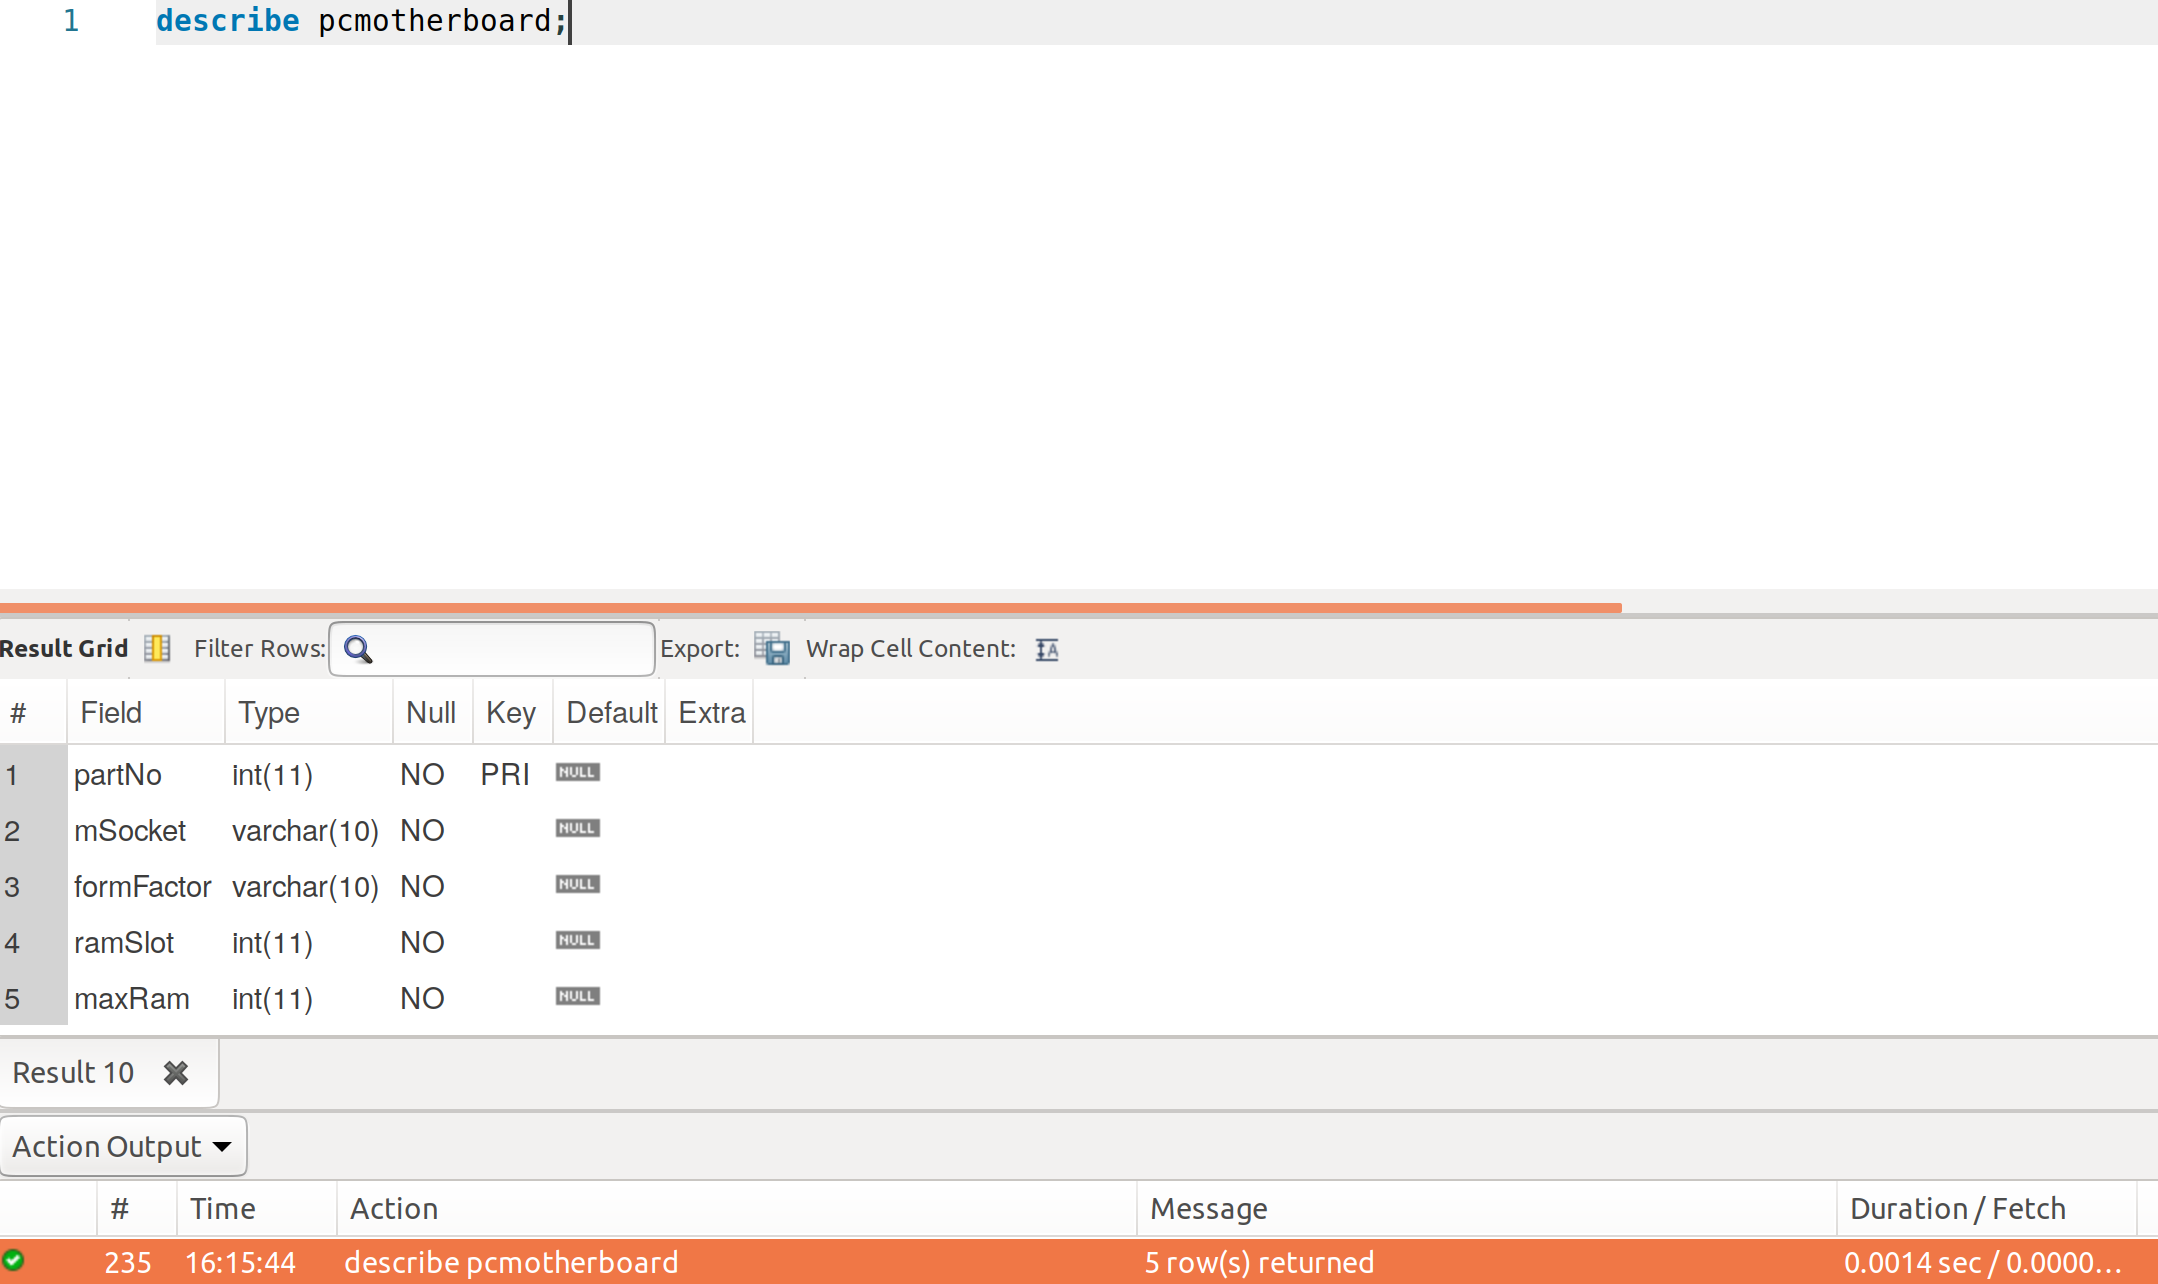 1 describe pcmotherboard;
Result Grid Filter Rows: Export: Wrap Cell Content: A
# Field Type Null Key Default Extra
1 partNo int(11) NO PRI NULL
2 mSocket varchar(10) NO NULL
3 formFactor varchar(10) NO NULL
4 ramSlot int(11) NO NULL
5 maxRam int(11) NO NULL
Result 10
Action Output
# Time Action Message Duration / Fetch
235 16:15:44 describe pcmotherboard 5 row(s) returned 0.0014 sec / 0.0000...